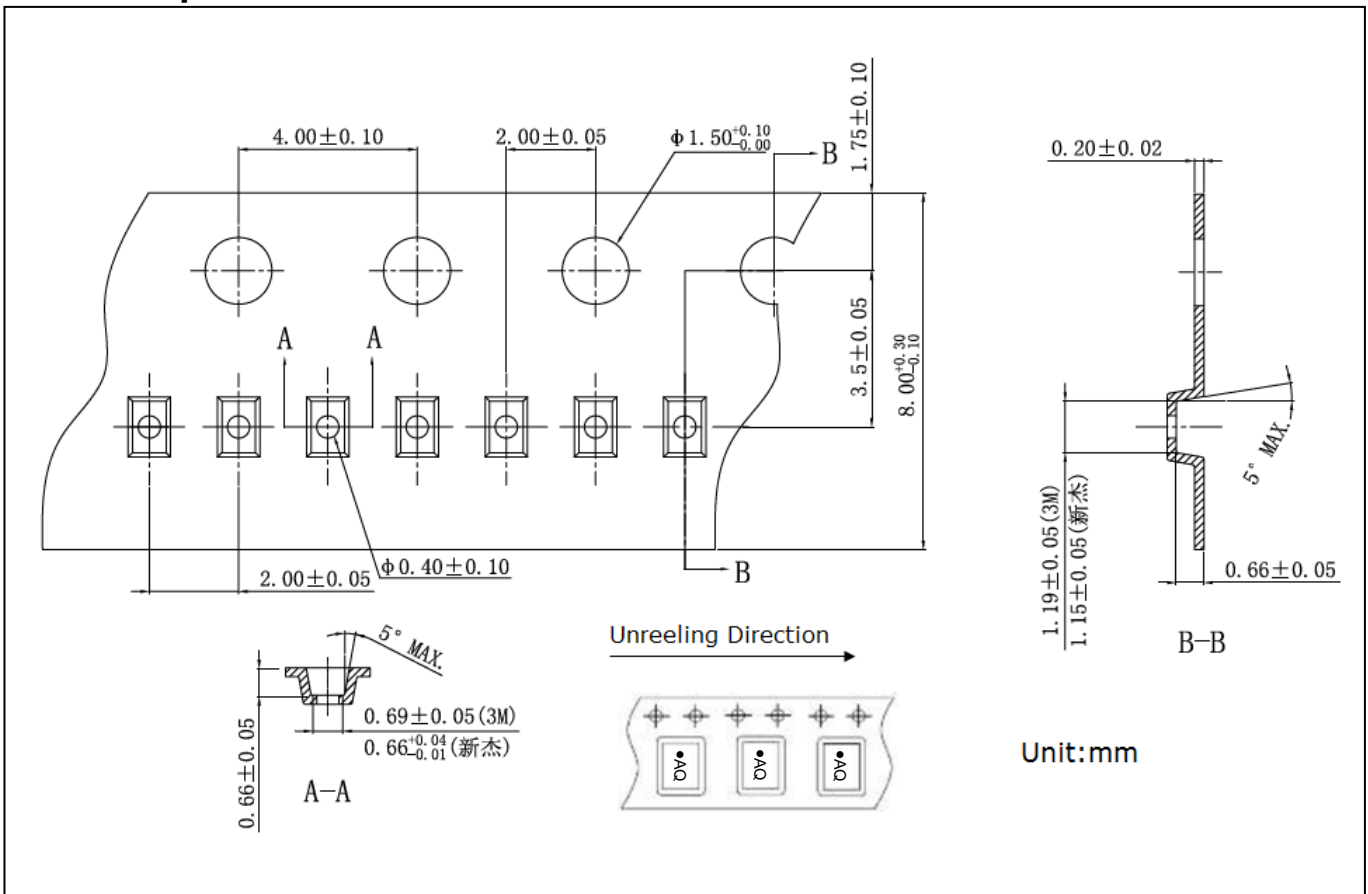 4.00±0.10
2.00±0.05
φ1.50+0.10-0.00
B
1.75±0.10
0.20±0.02
A
A
3.5±0.05
8.00+0.30-0.10
5° MAX.
1.19±0.05(3M)
1.15±0.05(新杰)
0.66±0.05
B-B
2.00±0.05
φ0.40±0.10
B
5° MAX.
0.66±0.05
0.69±0.05(3M)
0.66+0.04-0.01(新杰)
A-A
Unreeling Direction
•AQ
•AQ
•AQ
Unit:mm